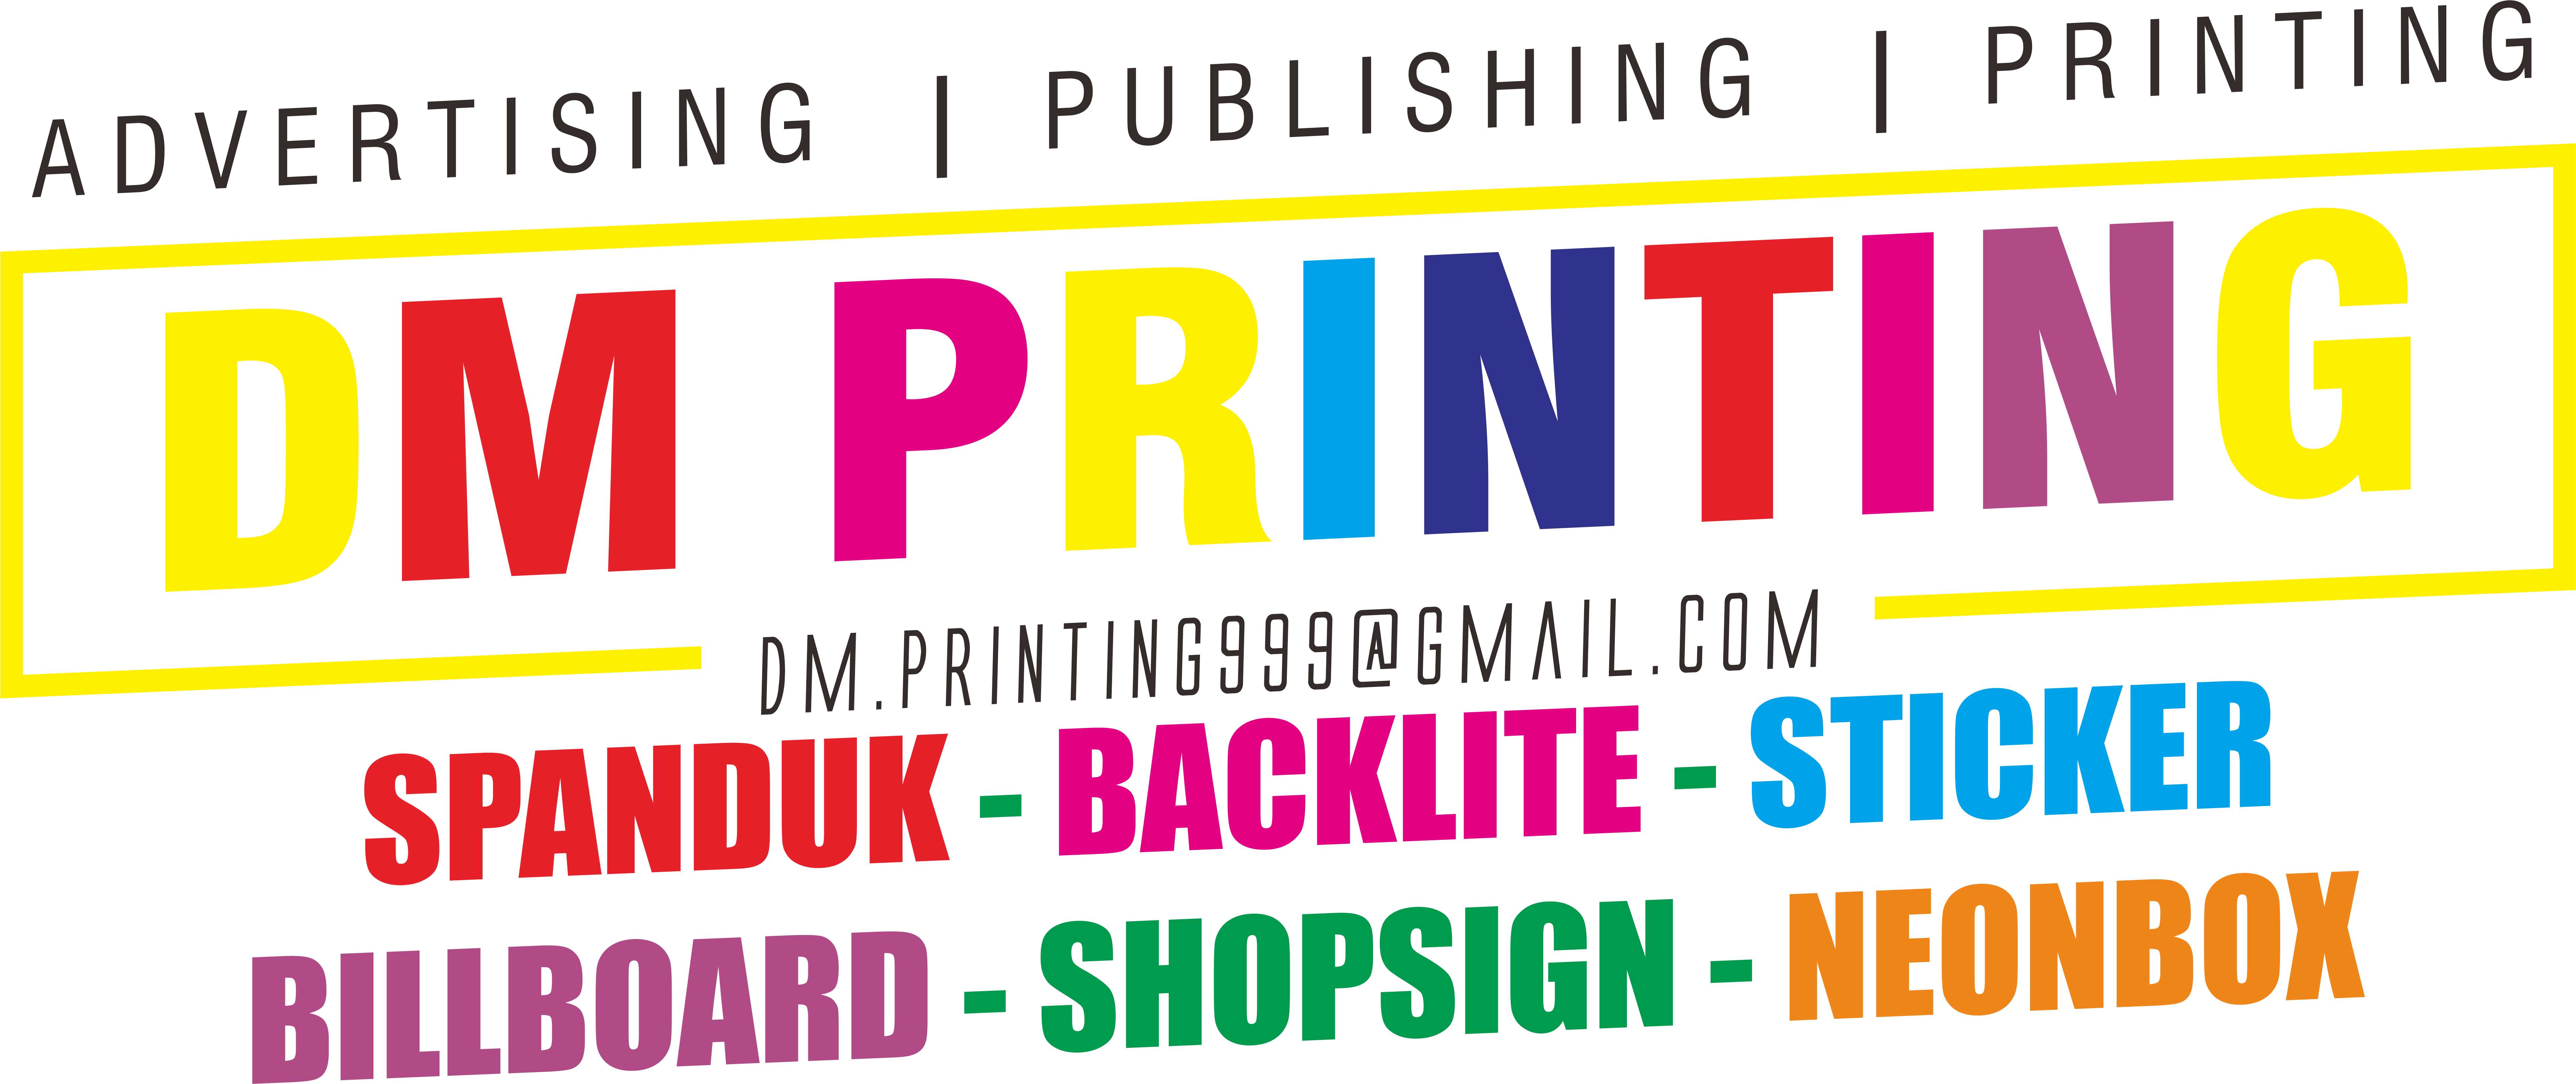 ADVERTISING | PUBLISHING | PRINTING
DM PRINTING
DM.PRINTING999@GMAIL.COM
SPANDUK - BACKLITE - STICKER
BILLBOARD - SHOPSIGN - NEONBOX